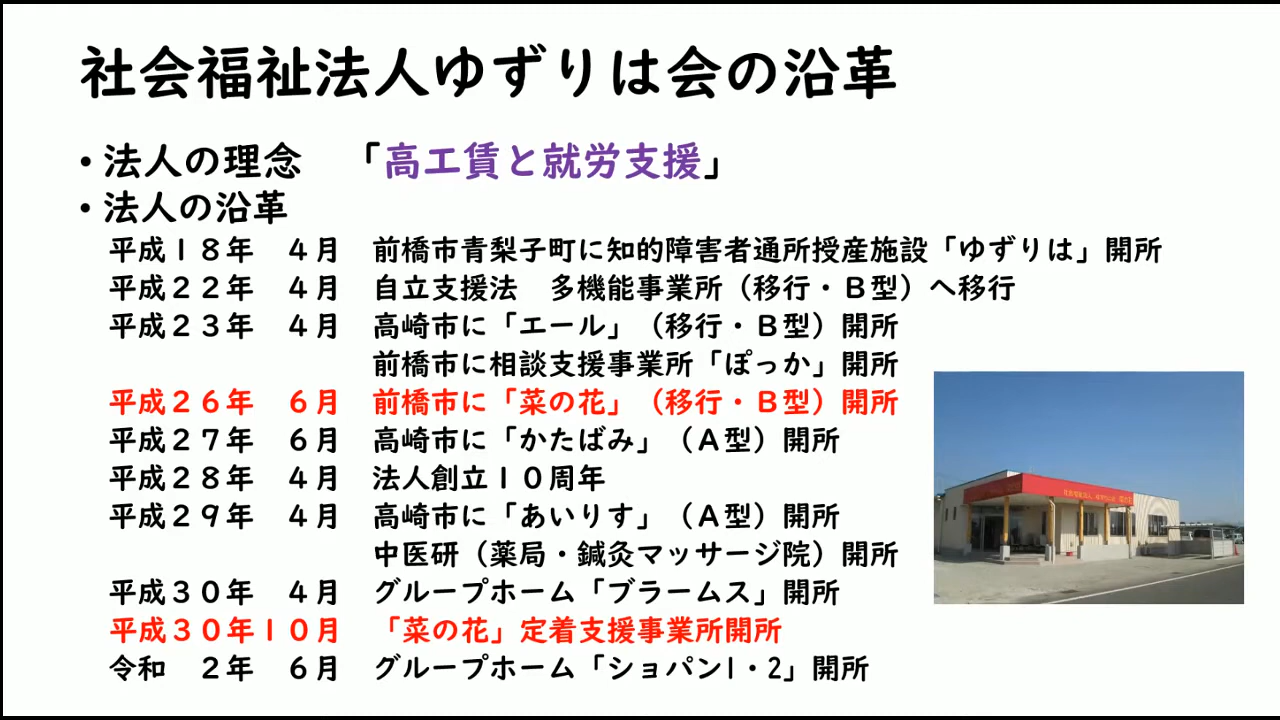 社会福祉法人ゆずりは会の沿革
・法人の理念　「高工賃と就労支援」
・法人の沿革
平成１８年　４月　前橋市青梨子町に知的障害者通所授産施設「ゆずりは」開所
平成２２年　４月　自立支援法　多機能事業所（移行・Ｂ型）へ移行
平成２３年　４月　高崎市に「エール」（移行・Ｂ型）開所
前橋市に相談支援事業所「ぽっか」開所
平成２６年　６月　前橋市に「菜の花」（移行・Ｂ型）開所
平成２７年　６月　高崎市に「かたばみ」（Ａ型）開所
平成２８年　４月　法人創立１０周年
平成２９年　４月　高崎市に「あいりす」（Ａ型）開所
中医研（薬局・鍼灸マッサージ院）開所
平成３０年　４月　グループホーム「ブラームス」開所
平成３０年１０月　「菜の花」定着支援事業所開所
令和　２年　６月　グループホーム「ショパン1・2」開所